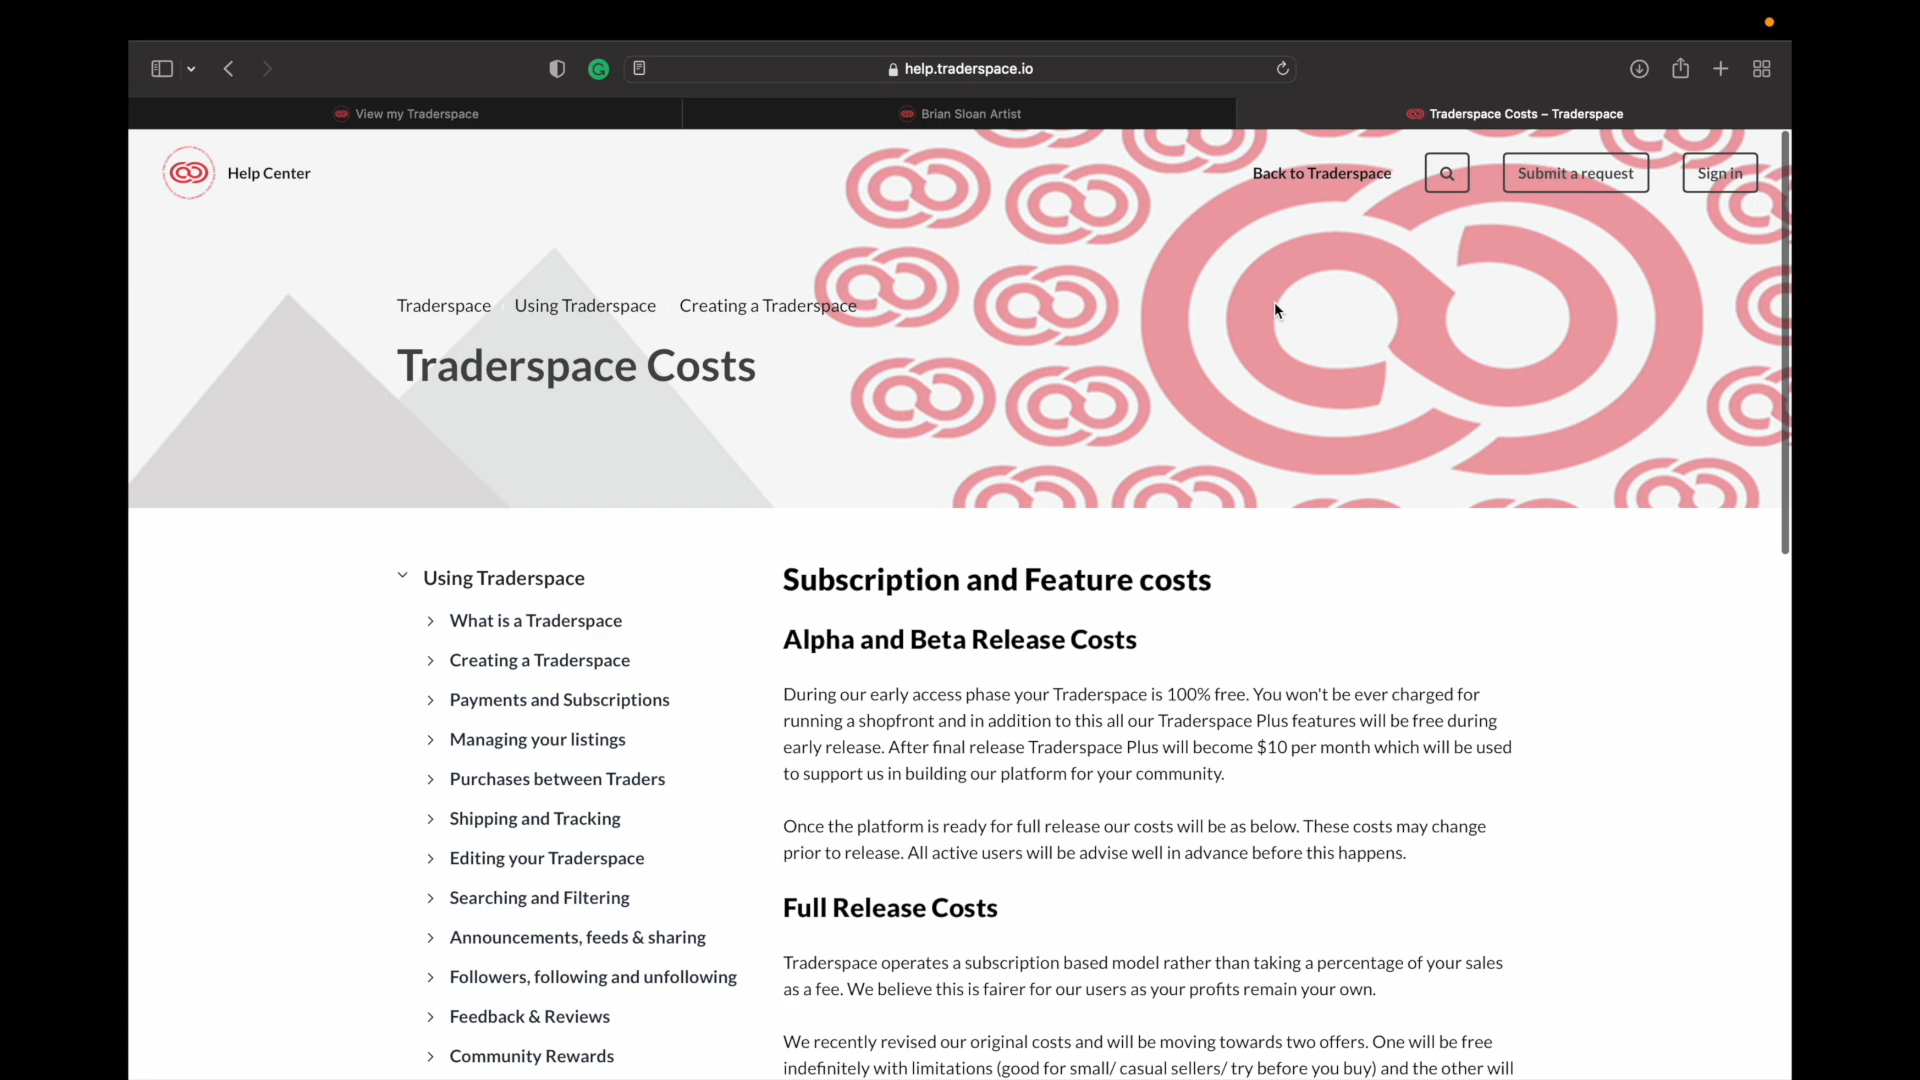 help.traderspace.io
View my Traderspace
Brian Sloan Artist
Traderspace Costs – Traderspace
Help Center
Back to Traderspace
Submit a request
Sign in
Traderspace
Using Traderspace
Creating a Traderspace
Traderspace Costs
Using Traderspace
What is a Traderspace
Creating a Traderspace
Payments and Subscriptions
Managing your listings
Purchases between Traders
Shipping and Tracking
Editing your Traderspace
Searching and Filtering
Announcements, feeds & sharing
Followers, following and unfollowing
Feedback & Reviews
Community Rewards
Subscription and Feature costs
Alpha and Beta Release Costs
During our early access phase your Traderspace is 100% free. You won't be ever charged for
running a shopfront and in addition to this all our Traderspace Plus features will be free during
early release. After final release Traderspace Plus will become $10 per month which will be used
to support us in building our platform for your community.
Once the platform is ready for full release our costs will be as below. These costs may change
prior to release. All active users will be advise well in advance before this happens.
Full Release Costs
Traderspace operates a subscription based model rather than taking a percentage of your sales
as a fee. We believe this is fairer for our users as your profits remain your own.
We recently revised our original costs and will be moving towards two offers. One will be free
indefinitely with limitations (good for small/ casual sellers/ try before you buy) and the other will